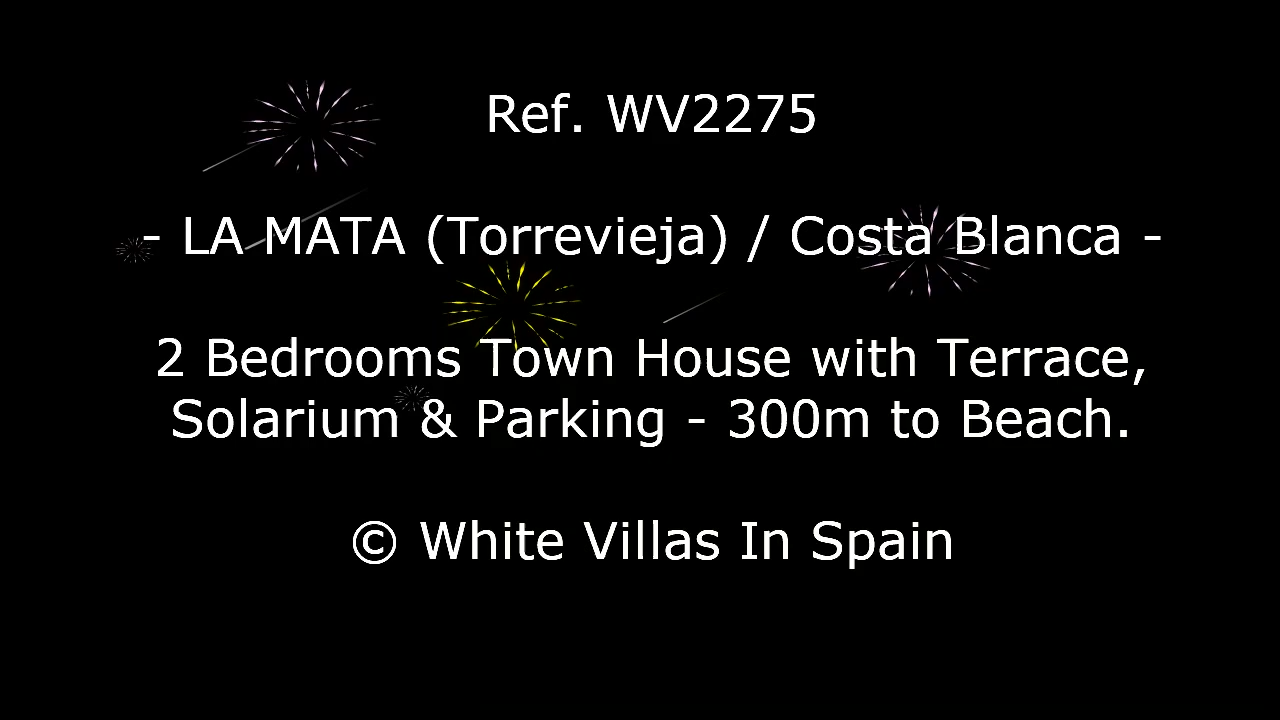 Ref. WV2275
- LA MATA (Torrevieja) / Costa Blanca -
2 Bedrooms Town House with Terrace,
Solarium & Parking - 300m to Beach.
© White Villas In Spain